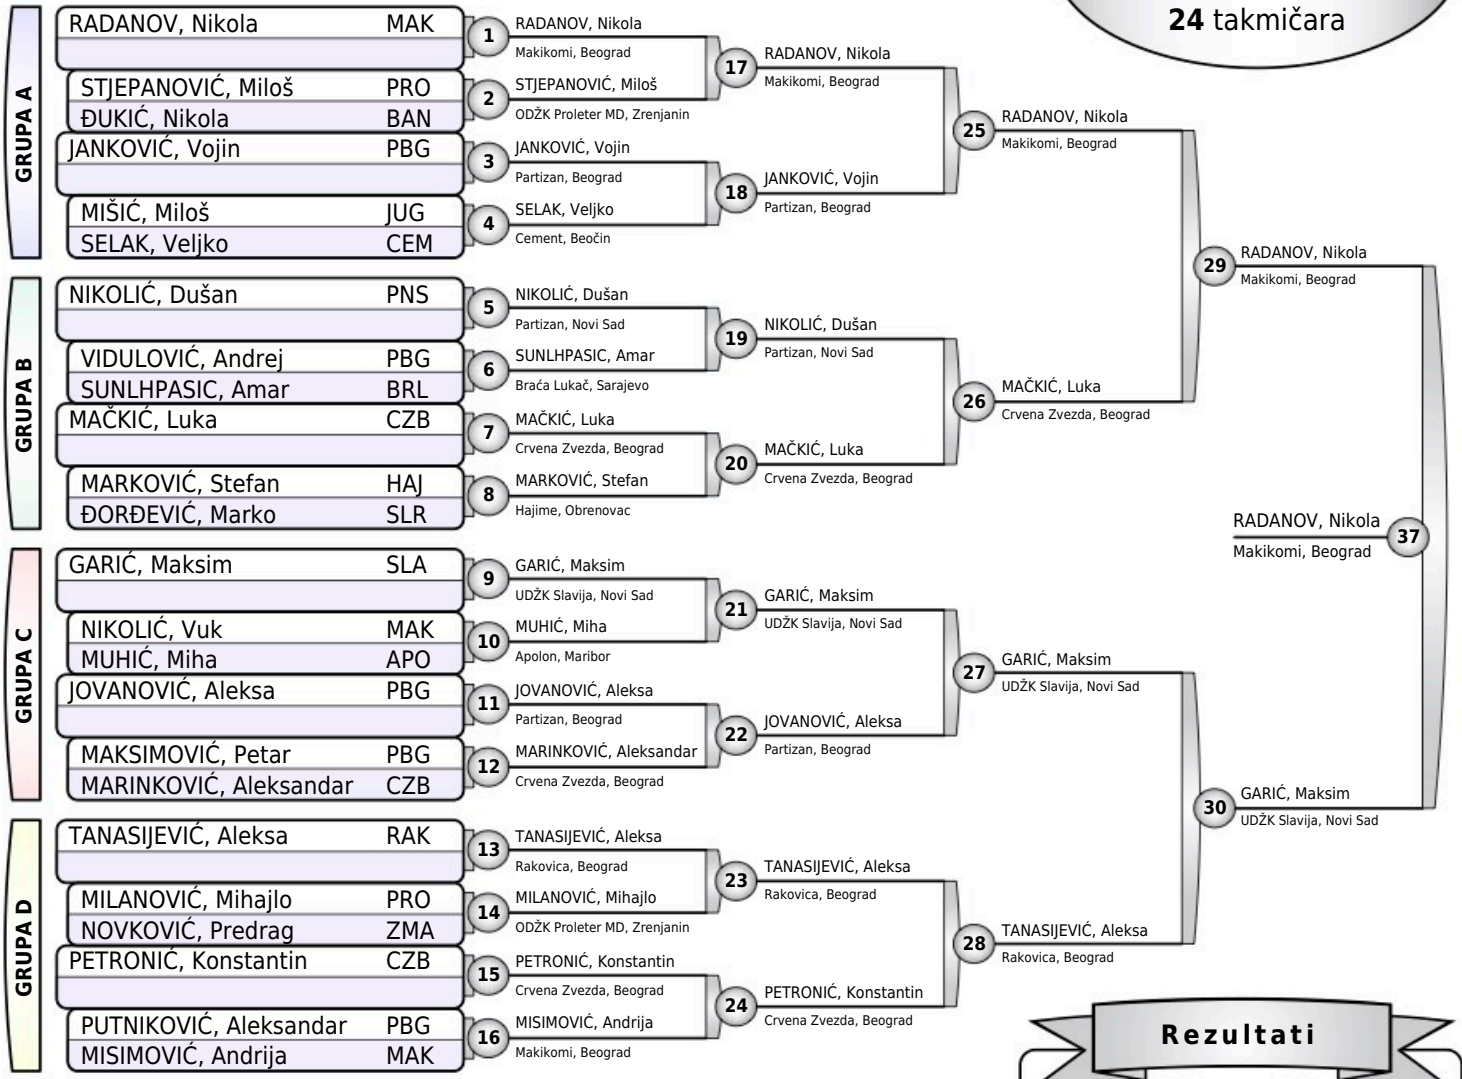 24 takmičara
GRUPA A
RADANOV, Nikola MAK
STJEPANOVIĆ, Miloš PRO
ĐUKIĆ, Nikola BAN
JANKOVIĆ, Vojin PBG
MIŠIĆ, Miloš JUG
SELAK, Veljko CEM
GRUPA B
NIKOLIĆ, Dušan PNS
VIDULOVIĆ, Andrej PBG
SUNLHPASIC, Amar BRL
MAČKIĆ, Luka CZB
MARKOVIĆ, Stefan HAJ
ĐORĐEVIĆ, Marko SLR
GRUPA C
GARIĆ, Maksim SLA
NIKOLIĆ, Vuk MAK
MUHIĆ, Miha APO
JOVANOVIĆ, Aleksa PBG
MAKSIMOVIĆ, Petar PBG
MARINKOVIĆ, Aleksandar CZB
GRUPA D
TANASIJEVIĆ, Aleksa RAK
MILANOVIĆ, Mihajlo PRO
NOVKOVIĆ, Predrag ZMA
PETRONIĆ, Konstantin CZB
PUTNIKOVIĆ, Aleksandar PBG
MISIMOVIĆ, Andrija MAK
1 RADANOV, Nikola
Makikomi, Beograd
2 STJEPANOVIĆ, Miloš
ODŽK Proleter MD, Zrenjanin
3 JANKOVIĆ, Vojin
Partizan, Beograd
4 SELAK, Veljko
Cement, Beočin
5 NIKOLIĆ, Dušan
Partizan, Novi Sad
6 SUNLHPASIC, Amar
Braća Lukač, Sarajevo
7 MAČKIĆ, Luka
Crvena Zvezda, Beograd
8 MARKOVIĆ, Stefan
Hajime, Obrenovac
9 GARIĆ, Maksim
UDŽK Slavija, Novi Sad
10 MUHIĆ, Miha
Apolon, Maribor
11 JOVANOVIĆ, Aleksa
Partizan, Beograd
12 MARINKOVIĆ, Aleksandar
Crvena Zvezda, Beograd
13 TANASIJEVIĆ, Aleksa
Rakovica, Beograd
14 MILANOVIĆ, Mihajlo
ODŽK Proleter MD, Zrenjanin
15 PETRONIĆ, Konstantin
Crvena Zvezda, Beograd
16 MISIMOVIĆ, Andrija
Makikomi, Beograd
17 RADANOV, Nikola
Makikomi, Beograd
18 JANKOVIĆ, Vojin
Partizan, Beograd
19 NIKOLIĆ, Dušan
Partizan, Novi Sad
20 MAČKIĆ, Luka
Crvena Zvezda, Beograd
21 GARIĆ, Maksim
UDŽK Slavija, Novi Sad
22 JOVANOVIĆ, Aleksa
Partizan, Beograd
23 TANASIJEVIĆ, Aleksa
Rakovica, Beograd
24 PETRONIĆ, Konstantin
Crvena Zvezda, Beograd
25 RADANOV, Nikola
Makikomi, Beograd
26 MAČKIĆ, Luka
Crvena Zvezda, Beograd
27 GARIĆ, Maksim
UDŽK Slavija, Novi Sad
28 TANASIJEVIĆ, Aleksa
Rakovica, Beograd
29 RADANOV, Nikola
Makikomi, Beograd
30 GARIĆ, Maksim
UDŽK Slavija, Novi Sad
RADANOV, Nikola 37
Makikomi, Beograd
Rezultati